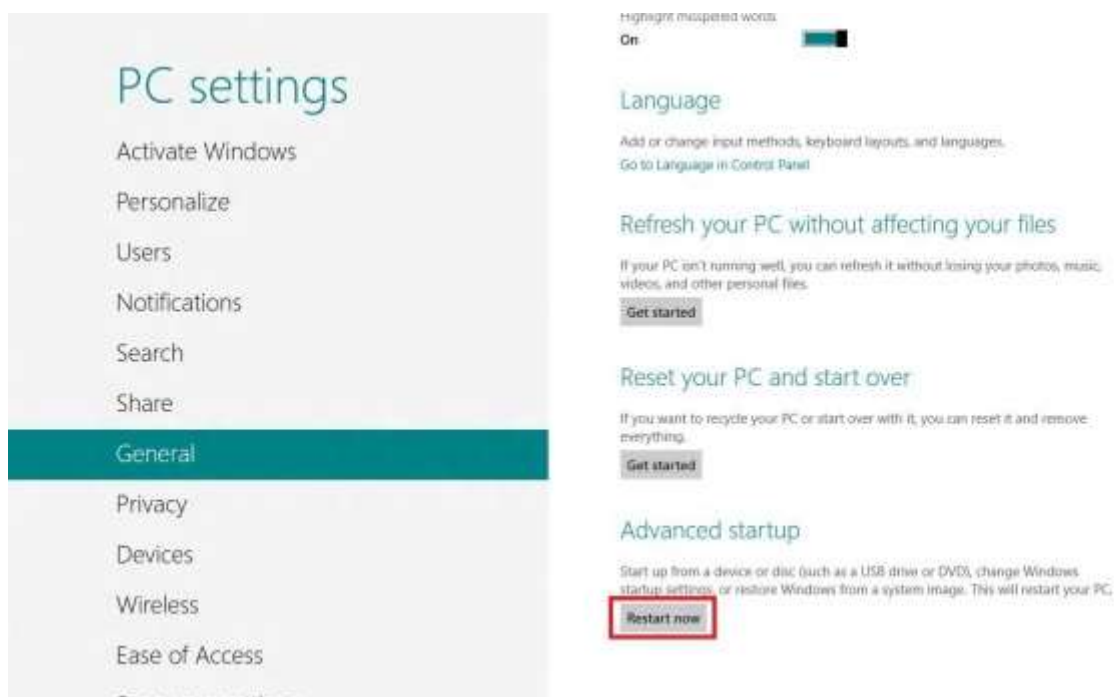 PC settings
Activate Windows
Personalize
Users
Notifications
Search
Share
General
Privacy
Devices
Wireless
Ease of Access
Highlight misspelled words
On
Language
Add or change input methods, keyboard layouts, and languages.
Go to Language in Control Panel
Refresh your PC without affecting your files
If your PC isn't running well, you can refresh it without losing your photos, music,
videos, and other personal files.
Get started
Reset your PC and start over
If you want to recycle your PC or start over with it, you can reset it and remove
everything.
Get started
Advanced startup
Start up from a device or disc (such as a USB drive or DVD), change Windows
startup settings, or restore Windows from a system image. This will restart your PC.
Restart now